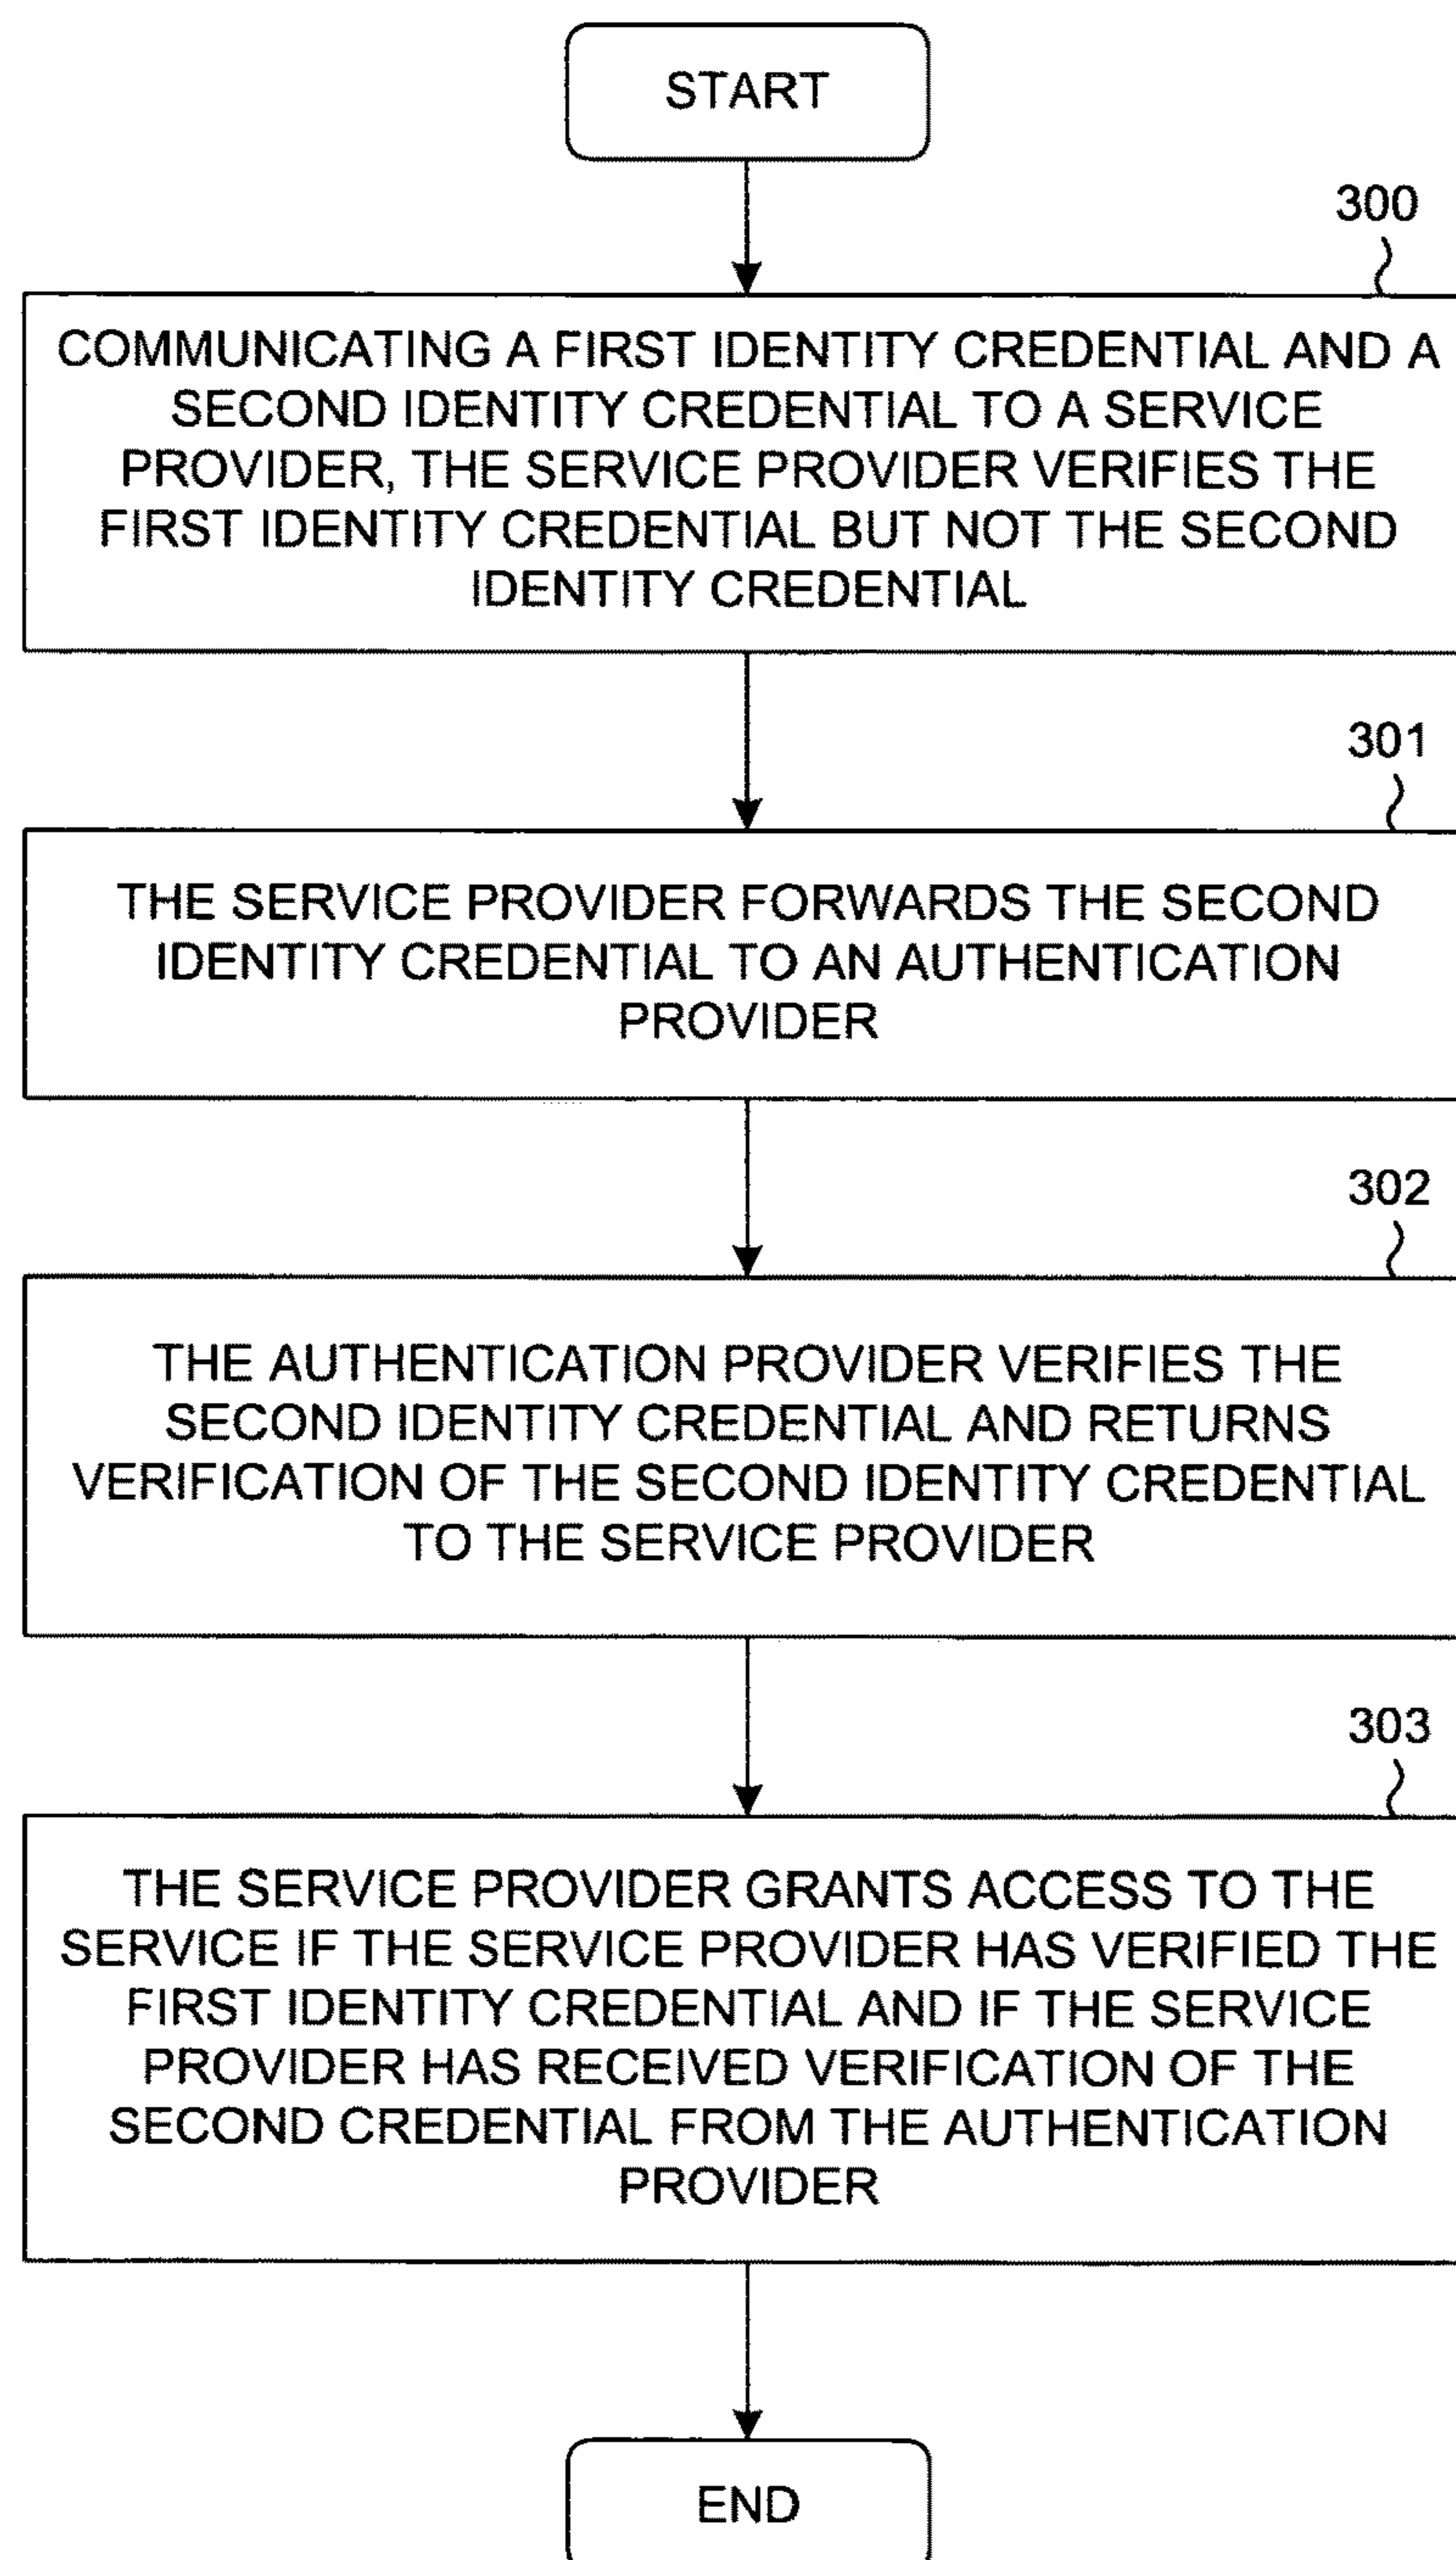 START
300
COMMUNICATING A FIRST IDENTITY CREDENTIAL AND A
SECOND IDENTITY CREDENTIAL TO A SERVICE
PROVIDER, THE SERVICE PROVIDER VERIFIES THE
FIRST IDENTITY CREDENTIAL BUT NOT THE SECOND
IDENTITY CREDENTIAL
301
THE SERVICE PROVIDER FORWARDS THE SECOND
IDENTITY CREDENTIAL TO AN AUTHENTICATION
PROVIDER
302
THE AUTHENTICATION PROVIDER VERIFIES THE
SECOND IDENTITY CREDENTIAL AND RETURNS
VERIFICATION OF THE SECOND IDENTITY CREDENTIAL
TO THE SERVICE PROVIDER
303
THE SERVICE PROVIDER GRANTS ACCESS TO THE
SERVICE IF THE SERVICE PROVIDER HAS VERIFIED THE
FIRST IDENTITY CREDENTIAL AND IF THE SERVICE
PROVIDER HAS RECEIVED VERIFICATION OF THE
SECOND CREDENTIAL FROM THE AUTHENTICATION
PROVIDER
END